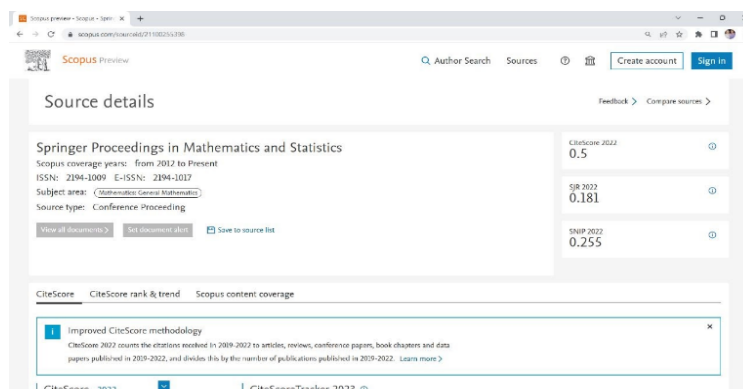 Scopus preview - Scopus - Sprin
scopus.com/sourceid/21100255398
Scopus Preview
Author Search Sources Create account Sign in
Source details
Feedback Compare sources
Springer Proceedings in Mathematics and Statistics
Scopus coverage years: from 2012 to Present
ISSN: 2194-1009 E-ISSN: 2194-1017
Subject area: Mathematics: General Mathematics
Source type: Conference Proceeding
View all documents > Set document alert Save to source list
CiteScore 2022
0.5
SJR 2022
0.181
SNIP 2022
0.255
CiteScore CiteScore rank & trend Scopus content coverage
Improved CiteScore methodology
CiteScore 2022 counts the citations received in 2019-2022 to articles, reviews, conference papers, book chapters and data
papers published in 2019-2022, and divides this by the number of publications published in 2019-2022. Learn more >
CiteScore 2022 CiteScoreTracker 2023